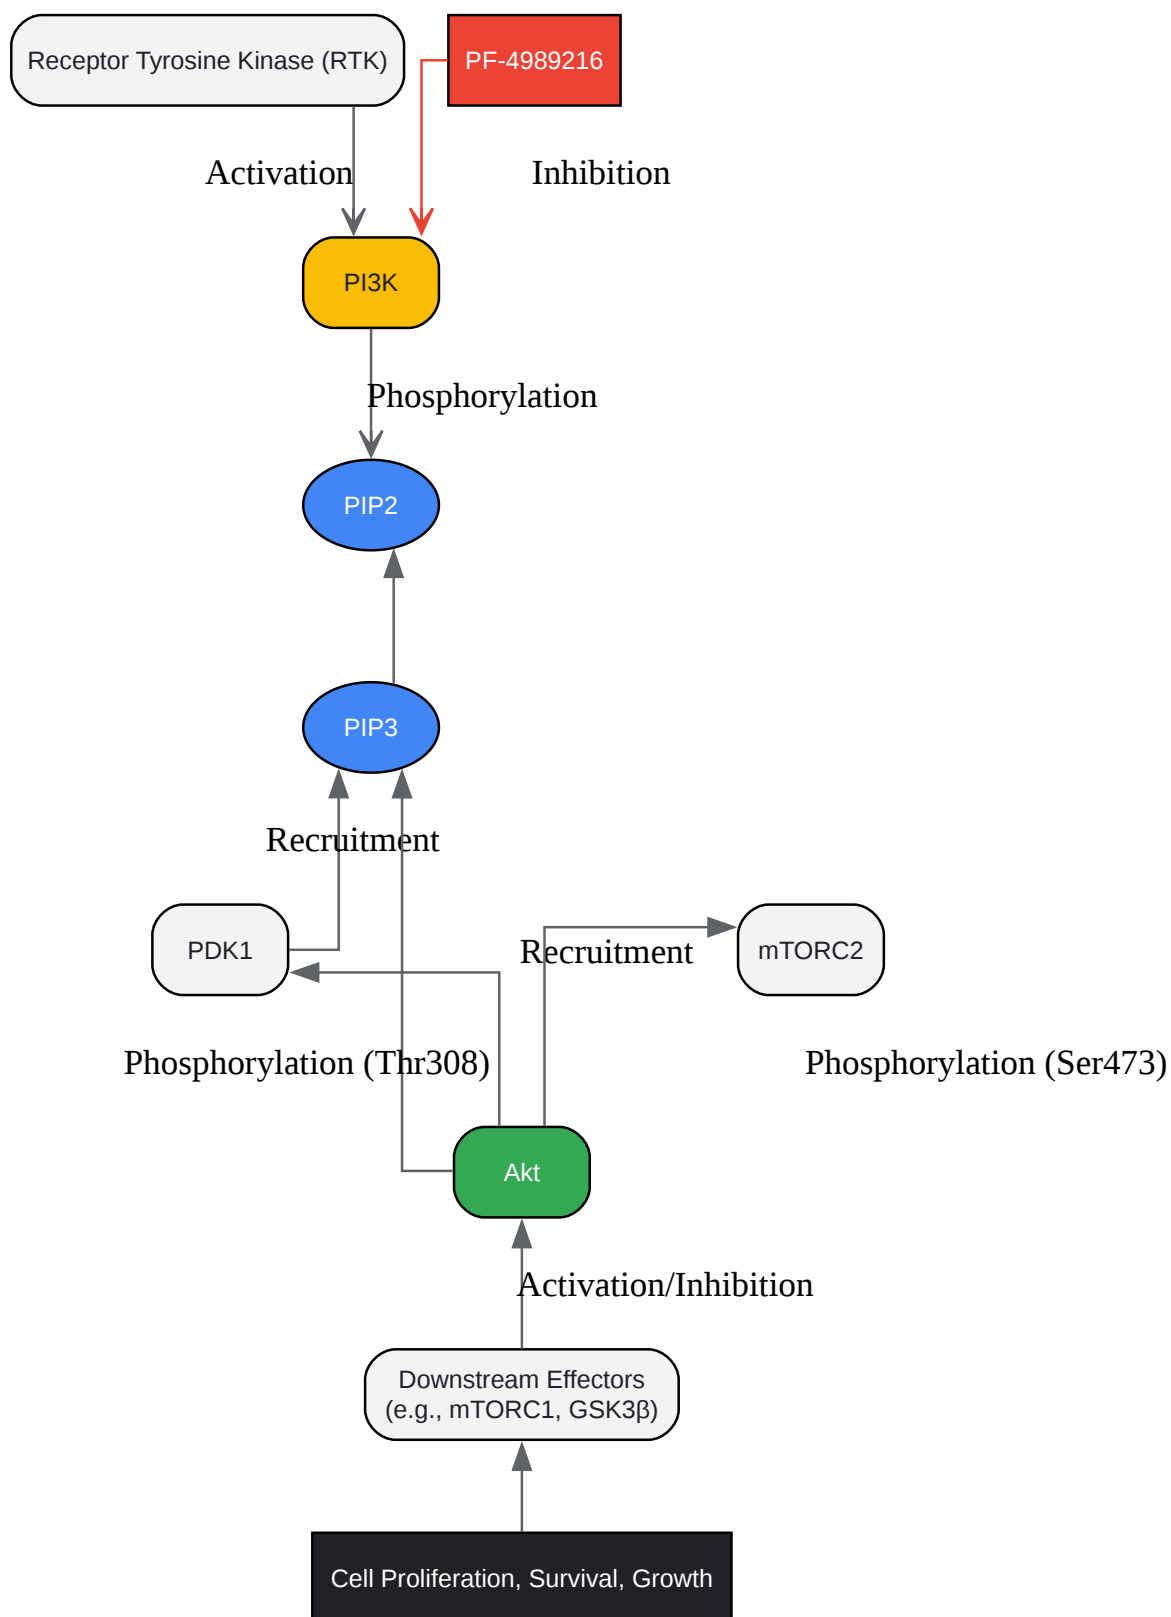 Receptor Tyrosine Kinase (RTK)
PF-4989216
Activation
Inhibition
PI3K
Phosphorylation
PIP2
PIP3
Recruitment
PDK1
Recruitment
mTORC2
Phosphorylation (Thr308)
Phosphorylation (Ser473)
Akt
Activation/Inhibition
Downstream Effectors
(e.g., mTORC1, GSK3β)
Cell Proliferation, Survival, Growth